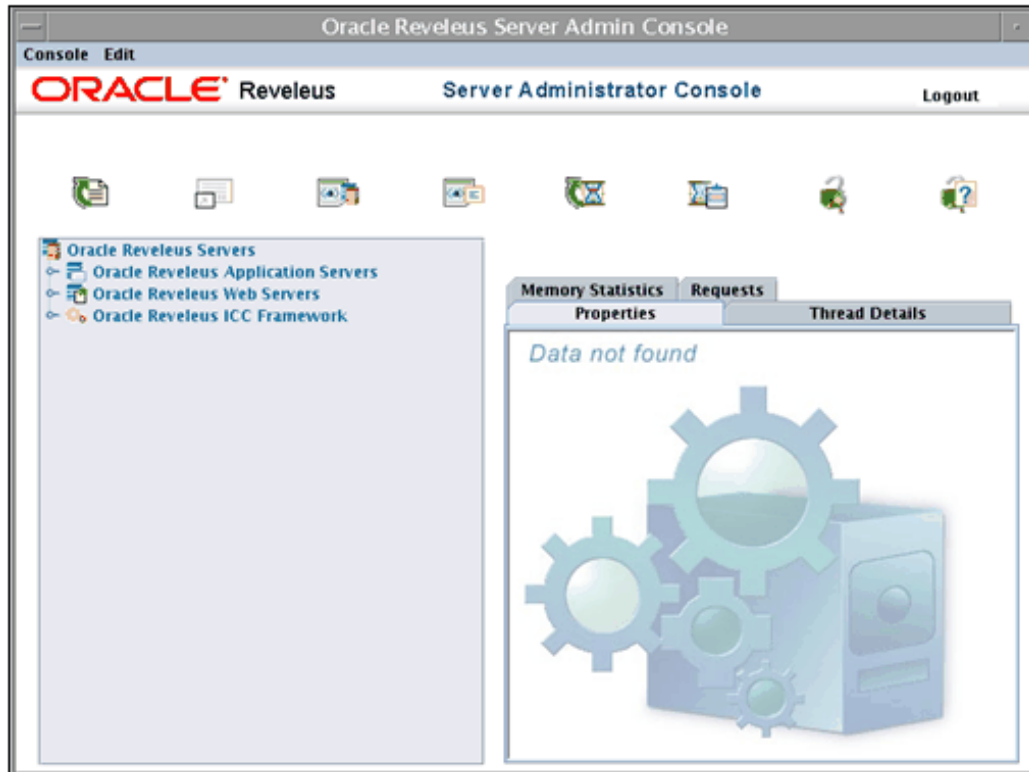 Oracle Reveleus Server Admin Console
Console Edit
ORACLE Reveleus Server Administrator Console Logout
Oracle Reveleus Servers
Oracle Reveleus Application Servers
Oracle Reveleus Web Servers
Oracle Reveleus ICC Framework
Memory Statistics Requests
Properties Thread Details
Data not found